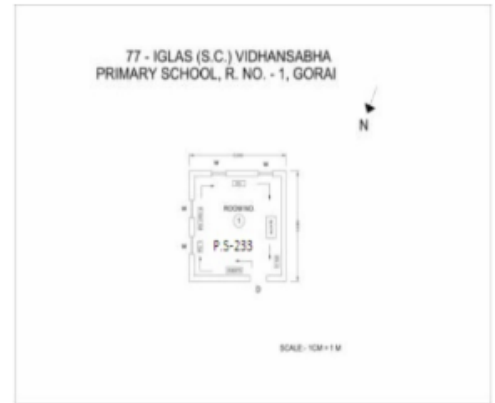 77 - IGLAS (S.C.) VIDHANSABHA
PRIMARY SCHOOL, R. NO. - 1, GORAI
N
W
W
ROOM NO.
1
W
P.S-233
W
D
SCALE:- 1CM = 1 M